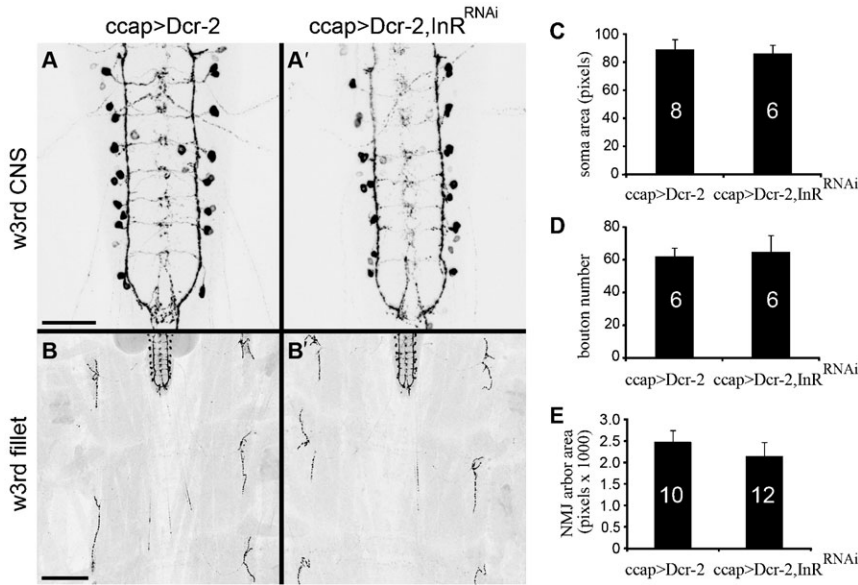 ccap>Dcr-2
ccap>Dcr-2,InR RNAi
w3rd CNS
A
A'
w3rd fillet
B
B'
C
soma area (pixels)
100
80
60
40
20
0
8
6
ccap>Dcr-2
ccap>Dcr-2,InR RNAi
D
bouton number
80
60
40
20
0
6
6
ccap>Dcr-2
ccap>Dcr-2,InR RNAi
E
NMJ arbor area
(pixels x 1000)
3.0
2.5
2.0
1.5
1.0
0.5
0
10
12
ccap>Dcr-2
ccap>Dcr-2,InR RNAi